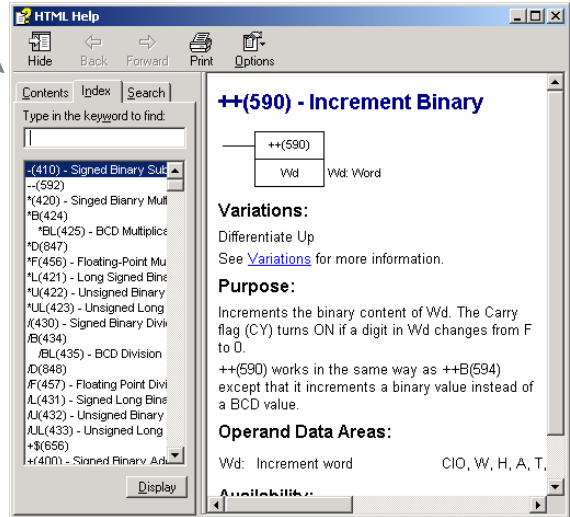 HTML Help
Hide Back Forward Print Options
Contents Index Search
Type in the keyword to find:
-(410) - Signed Binary Sub
--(592)
*(420) - Singed Bianry Mult
*B(424)
*BL(425) - BCD Multiplica
*D(847)
*F(456) - Floating-Point Mu
*L(421) - Long Signed Bina
*U(422) - Unsigned Binary
*UL(423) - Unsigned Long
/(430) - Signed Binary Divi
/B(434)
/BL(435) - BCD Division
/D(848)
/F(457) - Floating Point Divi
/L(431) - Signed Long Bina
/U(432) - Unsigned Binary
/UL(433) - Unsigned Long
+$(656)
+(400) - Signed Binary Add
Display
++(590) - Increment Binary
++(590)
Wd Wd: Word
Variations:
Differentiate Up
See Variations for more information.
Purpose:
Increments the binary content of Wd. The Carry
flag (CY) turns ON if a digit in Wd changes from F
to 0.
++(590) works in the same way as ++B(594)
except that it increments a binary value instead of
a BCD value.
Operand Data Areas:
Wd: Increment word CIO, W, H, A, T,
Availability: